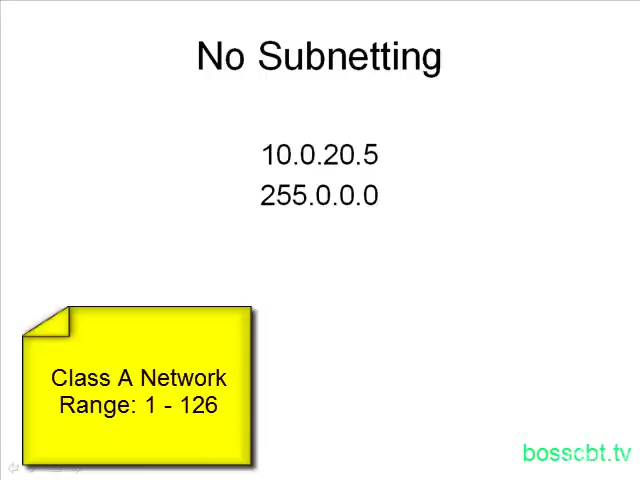 No Subnetting
10.0.20.5
255.0.0.0
Class A Network
Range: 1 - 126
bosscbt.tv